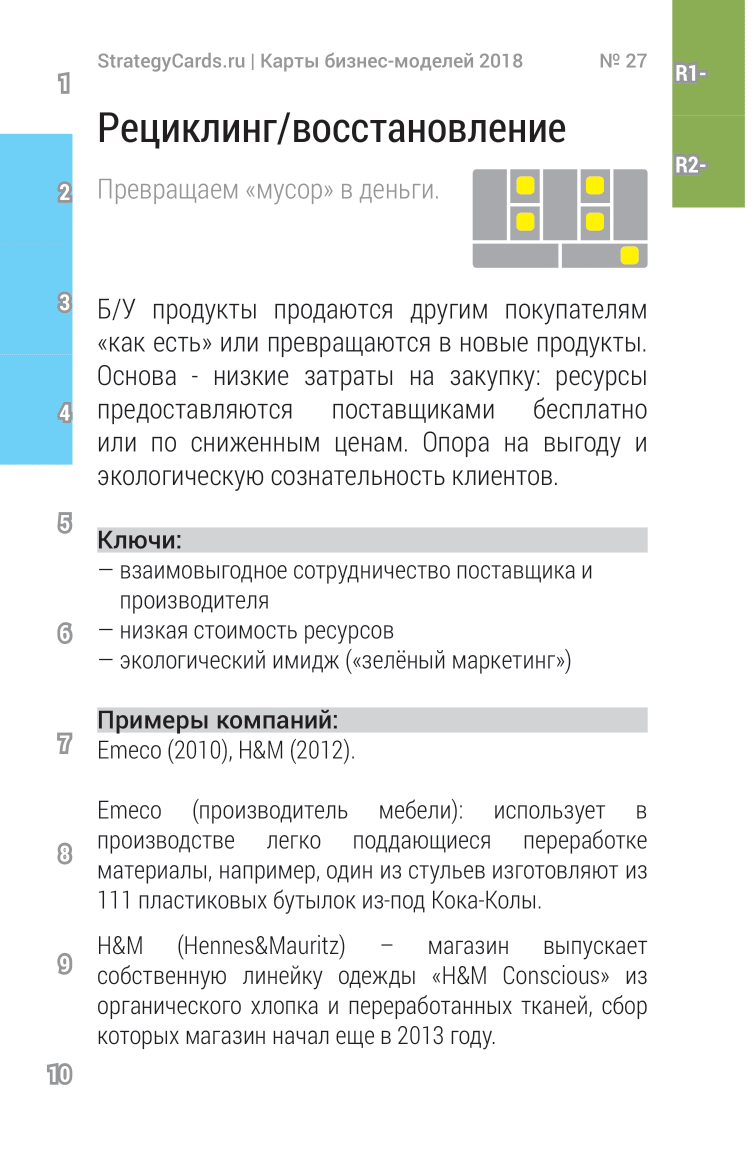 StrategyCards.ru | Карты бизнес-моделей 2018 № 27
R1-
1
Рециклинг/восстановление
R2-
2
Превращаем «мусор» в деньги.
3
Б/У продукты продаются другим покупателям
«как есть» или превращаются в новые продукты.
Основа - низкие затраты на закупку: ресурсы
4
предоставляются поставщиками бесплатно
или по сниженным ценам. Опора на выгоду и
экологическую сознательность клиентов.
5
Ключи:
— взаимовыгодное сотрудничество поставщика и
производителя
6
— низкая стоимость ресурсов
— экологический имидж («зелёный маркетинг»)
Примеры компаний:
7
Emeco (2010), H&M (2012).
Emeco (производитель мебели): использует в
производстве легко поддающиеся переработке
8
материалы, например, один из стульев изготовляют из
111 пластиковых бутылок из-под Кока-Колы.
H&M (Hennes&Mauritz) – магазин выпускает
9
собственную линейку одежды «H&M Conscious» из
органического хлопка и переработанных тканей, сбор
которых магазин начал еще в 2013 году.
10